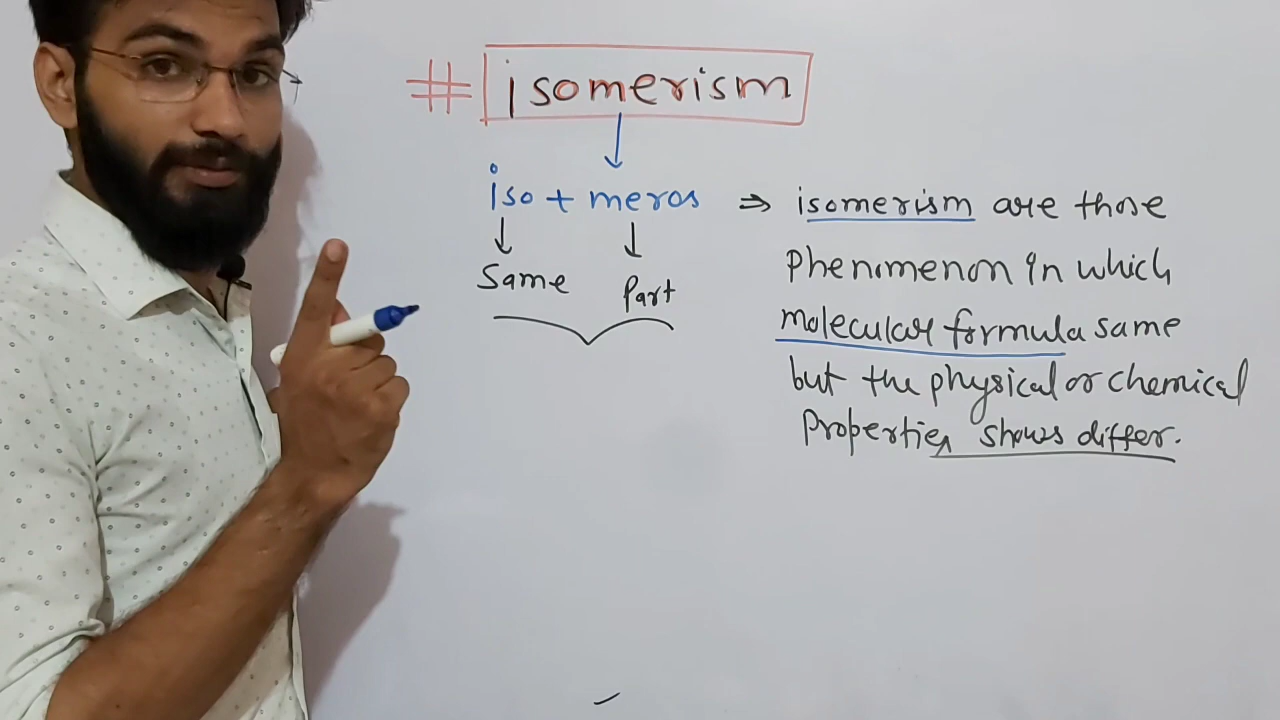 # isomerism
iso + meros
Same Part
⇒ isomerism are those
phenomenon in which
molecular formula same
but the physical or chemical
Properties shows differ.